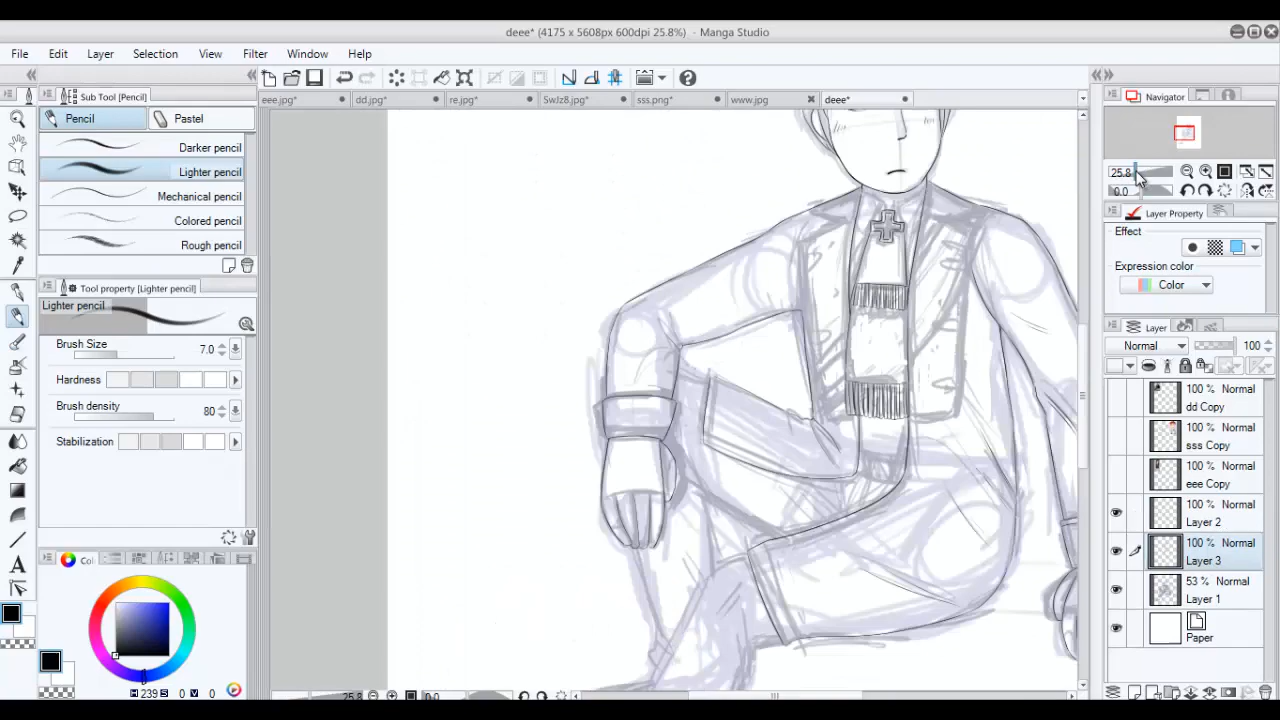 deee* (4175 x 5608px 600dpi 25.8%) - Manga Studio
File Edit Layer Selection View Filter Window Help
Sub Tool [Pencil]
eee.jpg* dd.jpg* re.jpg* sss.png* www.jpg deee*
Navigator
Pencil Pastel
Darker pencil
Lighter pencil
Mechanical pencil
Colored pencil
Rough pencil
25.8
0.0
Layer Property
Effect
Expression color
Color
Tool property [Lighter pencil]
Lighter pencil
Brush Size 7.0
Hardness
Brush density 80
Stabilization
Layer
Normal 100
100 % Normal
dd Copy
100 % Normal
sss Copy
100 % Normal
eee Copy
100 % Normal
Layer 2
100 % Normal
Layer 3
53 % Normal
Layer 1
Paper
Col
H 239 S 0 V 0
25.8 0.0